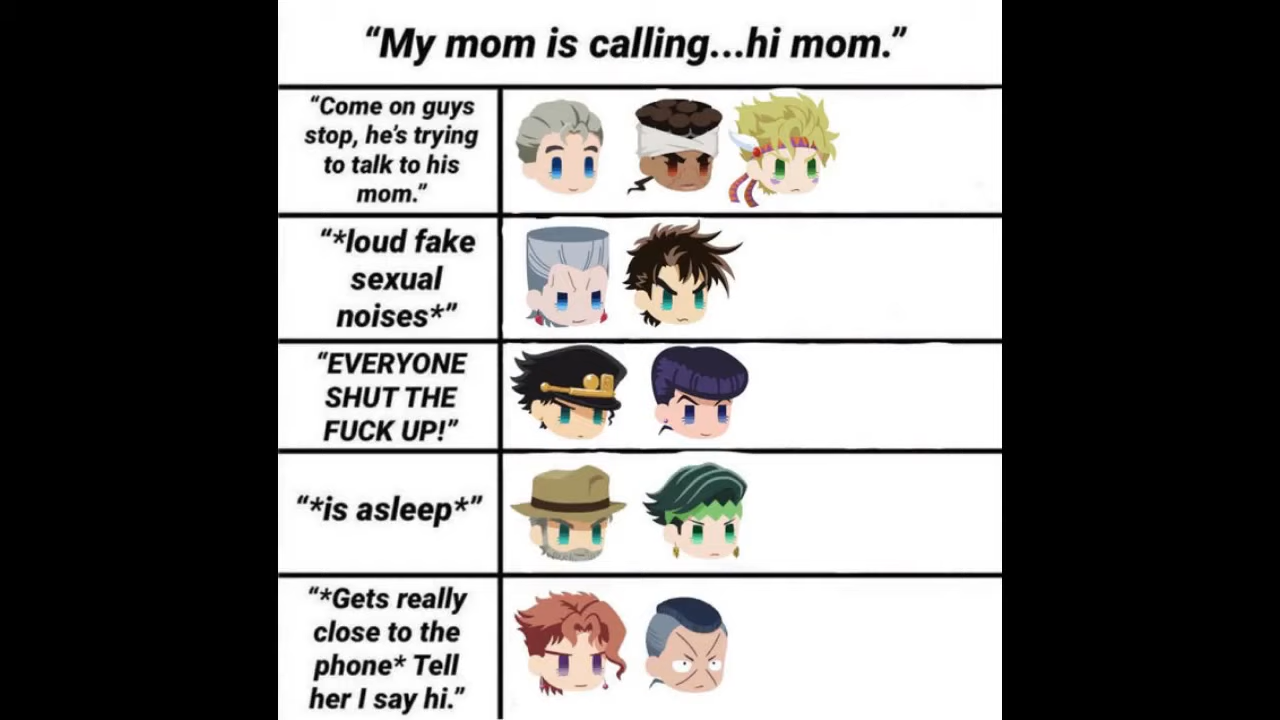 “My mom is calling...hi mom.”
“Come on guys
stop, he's trying
to talk to his
mom.”
“*loud fake
sexual
noises*”
“EVERYONE
SHUT THE
FUCK UP!”
“*is asleep*”
“*Gets really
close to the
phone* Tell
her I say hi.”